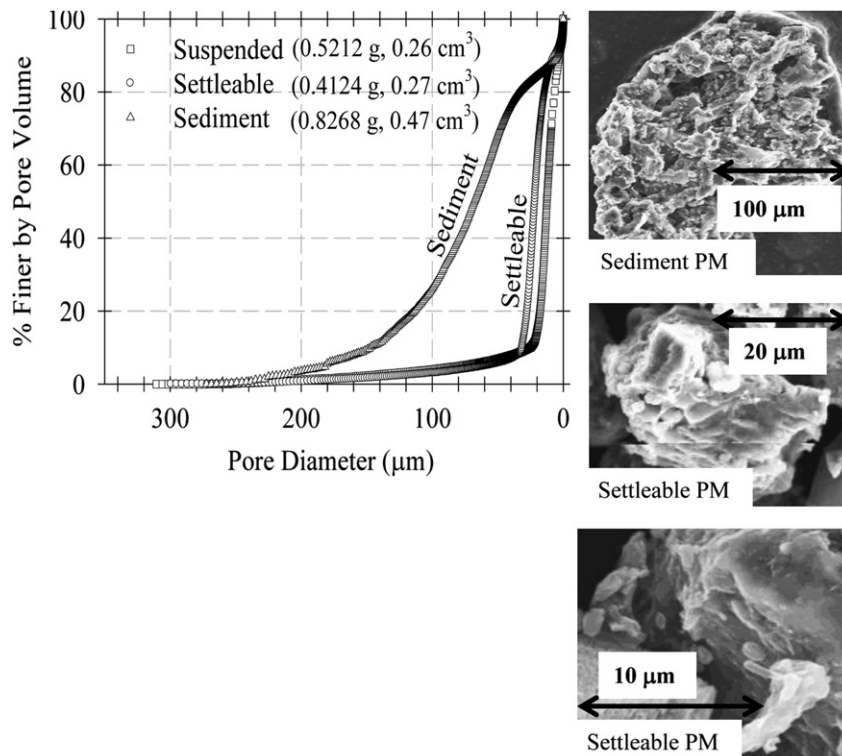 % Finer by Pore Volume
100
80
60
40
20
0
Suspended (0.5212 g, 0.26 cm³)
Settleable (0.4124 g, 0.27 cm³)
Sediment (0.8268 g, 0.47 cm³)
Sediment
Settleable
300 200 100 0
Pore Diameter (μm)
100 μm
Sediment PM
20 μm
Settleable PM
10 μm
Settleable PM